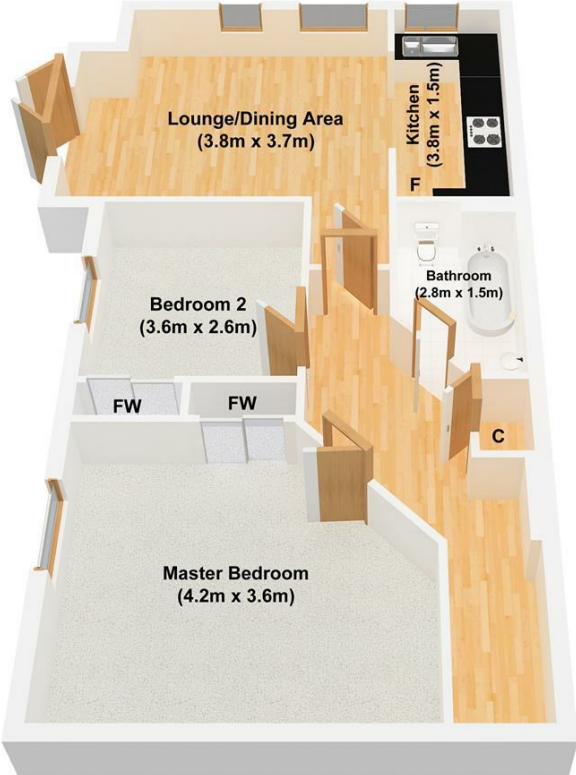 Lounge/Dining Area
(3.8m x 3.7m)
Kitchen
(3.8m x 1.5m)
F
Bathroom
(2.8m x 1.5m)
Bedroom 2
(3.6m x 2.6m)
FW
FW
C
Master Bedroom
(4.2m x 3.6m)